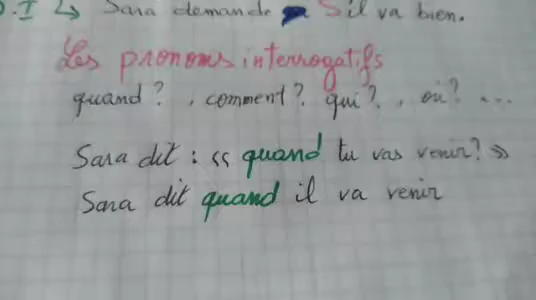 D.I ↳ Sara demande S'il va bien.
Les pronoms interrogatifs
quand ?, comment ?, qui ?, où ? ...
Sara dit : << quand tu vas venir ? >>
Sara dit quand il va venir